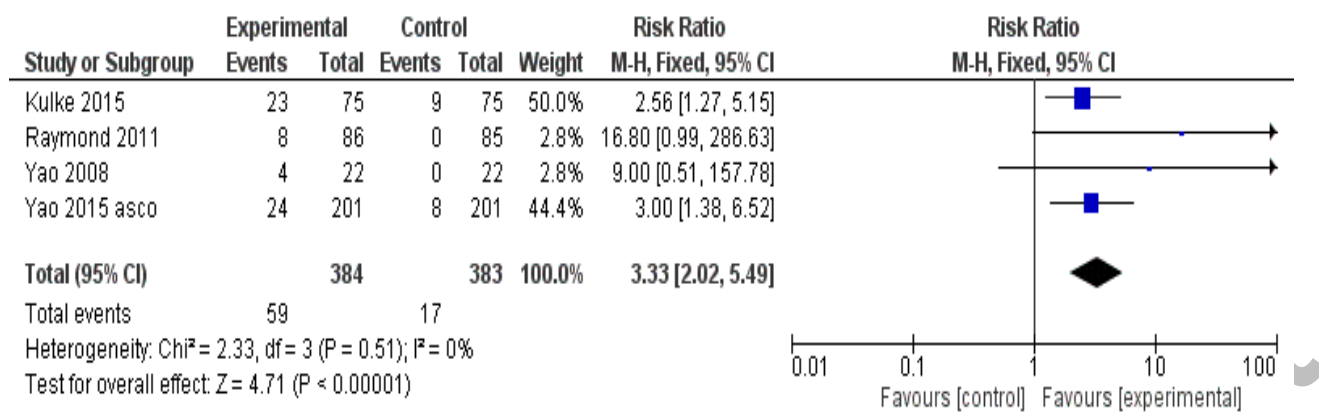 Experimental Control Risk Ratio Risk Ratio
Study or Subgroup Events Total Events Total Weight M-H, Fixed, 95% CI M-H, Fixed, 95% CI
Kulke 2015 23 75 9 75 50.0% 2.56 [1.27, 5.15]
Raymond 2011 8 86 0 85 2.8% 16.80 [0.99, 286.63]
Yao 2008 4 22 0 22 2.8% 9.00 [0.51, 157.78]
Yao 2015 asco 24 201 8 201 44.4% 3.00 [1.38, 6.52]
Total (95% CI) 384 383 100.0% 3.33 [2.02, 5.49]
Total events 59 17
Heterogeneity: Chi² = 2.33, df = 3 (P = 0.51); I² = 0%
Test for overall effect: Z = 4.71 (P < 0.00001)
0.01 0.1 1 10 100
Favours [control] Favours [experimental]